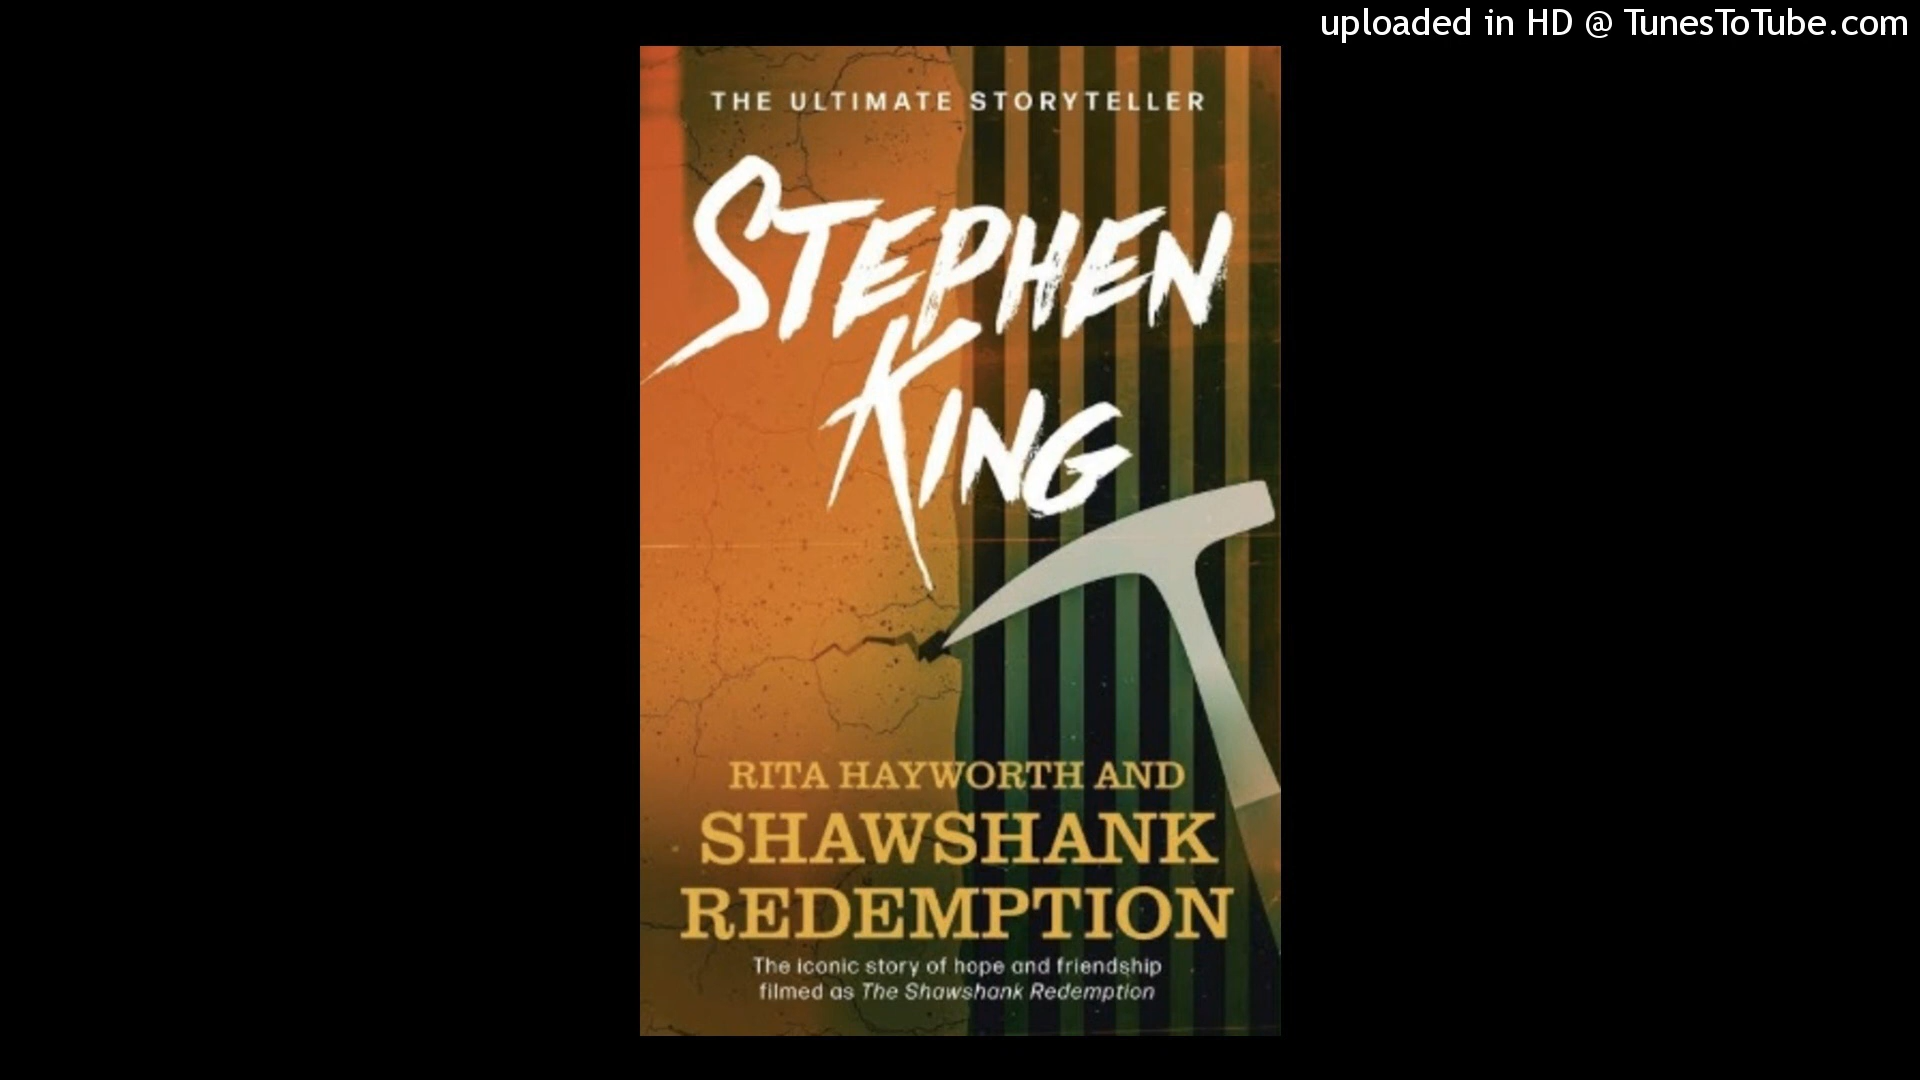 uploaded in HD @ TunesToTube.com
THE ULTIMATE STORYTELLER
STEPHEN
KING
RITA HAYWORTH AND
SHAWSHANK
REDEMPTION
The iconic story of hope and friendship
filmed as The Shawshank Redemption